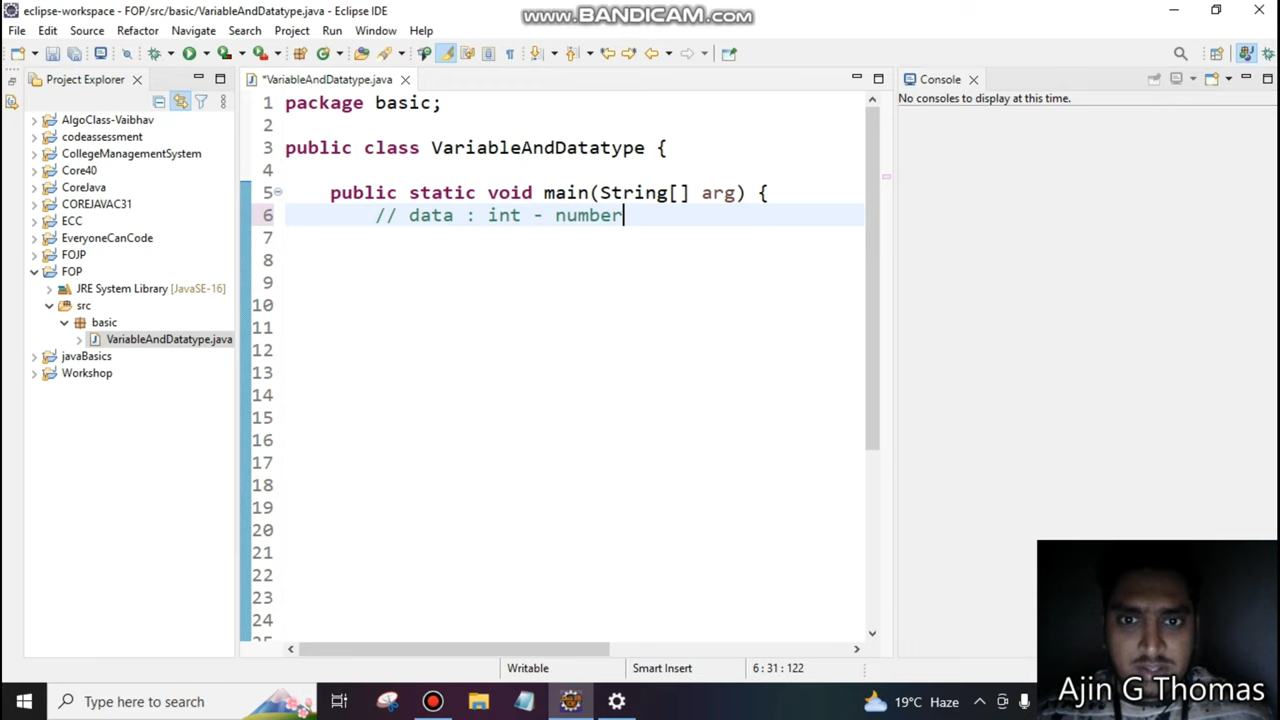 eclipse-workspace - FOP/src/basic/VariableAndDatatype.java - Eclipse IDE
www.BANDICAM.com
File Edit Source Refactor Navigate Search Project Run Window Help
Project Explorer
*VariableAndDatatype.java
Console
No consoles to display at this time.
AlgoClass-Vaibhav
codeassessment
CollegeManagementSystem
Core40
CoreJava
COREJAVAC31
ECC
EveryoneCanCode
FOJP
FOP
JRE System Library [JavaSE-16]
src
basic
VariableAndDatatype.java
javaBasics
Workshop
1 package basic;
2
3 public class VariableAndDatatype {
4
5 public static void main(String[] arg) {
6 // data : int - number
7
8
9
10
11
12
13
14
15
16
17
18
19
20
21
22
23
24
25
Writable Smart Insert 6 : 31 : 122
Ajin G Thomas
Type here to search
19°C Haze